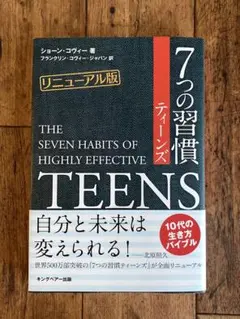 ショーン・コヴィー 著
フランクリン・コヴィー・ジャパン 訳
リニューアル版
7つの習慣
ティーンズ
THE
SEVEN HABITS OF
HIGHLY EFFECTIVE
TEENS
自分と未来は
変えられる!
北原照久
10代の
生き方
バイブル
世界500万部突破の『7つの習慣ティーンズ』が全面リニューアル
キングベアー出版